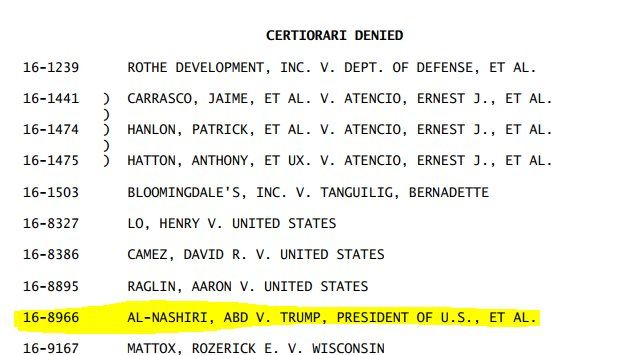 CERTIORARI DENIED
16-1239 ROTHE DEVELOPMENT, INC. V. DEPT. OF DEFENSE, ET AL.
16-1441 ) CARRASCO, JAIME, ET AL. V. ATENCIO, ERNEST J., ET AL.
)
16-1474 ) HANLON, PATRICK, ET AL. V. ATENCIO, ERNEST J., ET AL.
)
16-1475 ) HATTON, ANTHONY, ET UX. V. ATENCIO, ERNEST J., ET AL.
16-1503 BLOOMINGDALE'S, INC. V. TANGUILIG, BERNADETTE
16-8327 LO, HENRY V. UNITED STATES
16-8386 CAMEZ, DAVID R. V. UNITED STATES
16-8895 RAGLIN, AARON V. UNITED STATES
16-8966 AL-NASHIRI, ABD V. TRUMP, PRESIDENT OF U.S., ET AL.
16-9167 MATTOX, ROZERICK E. V. WISCONSIN